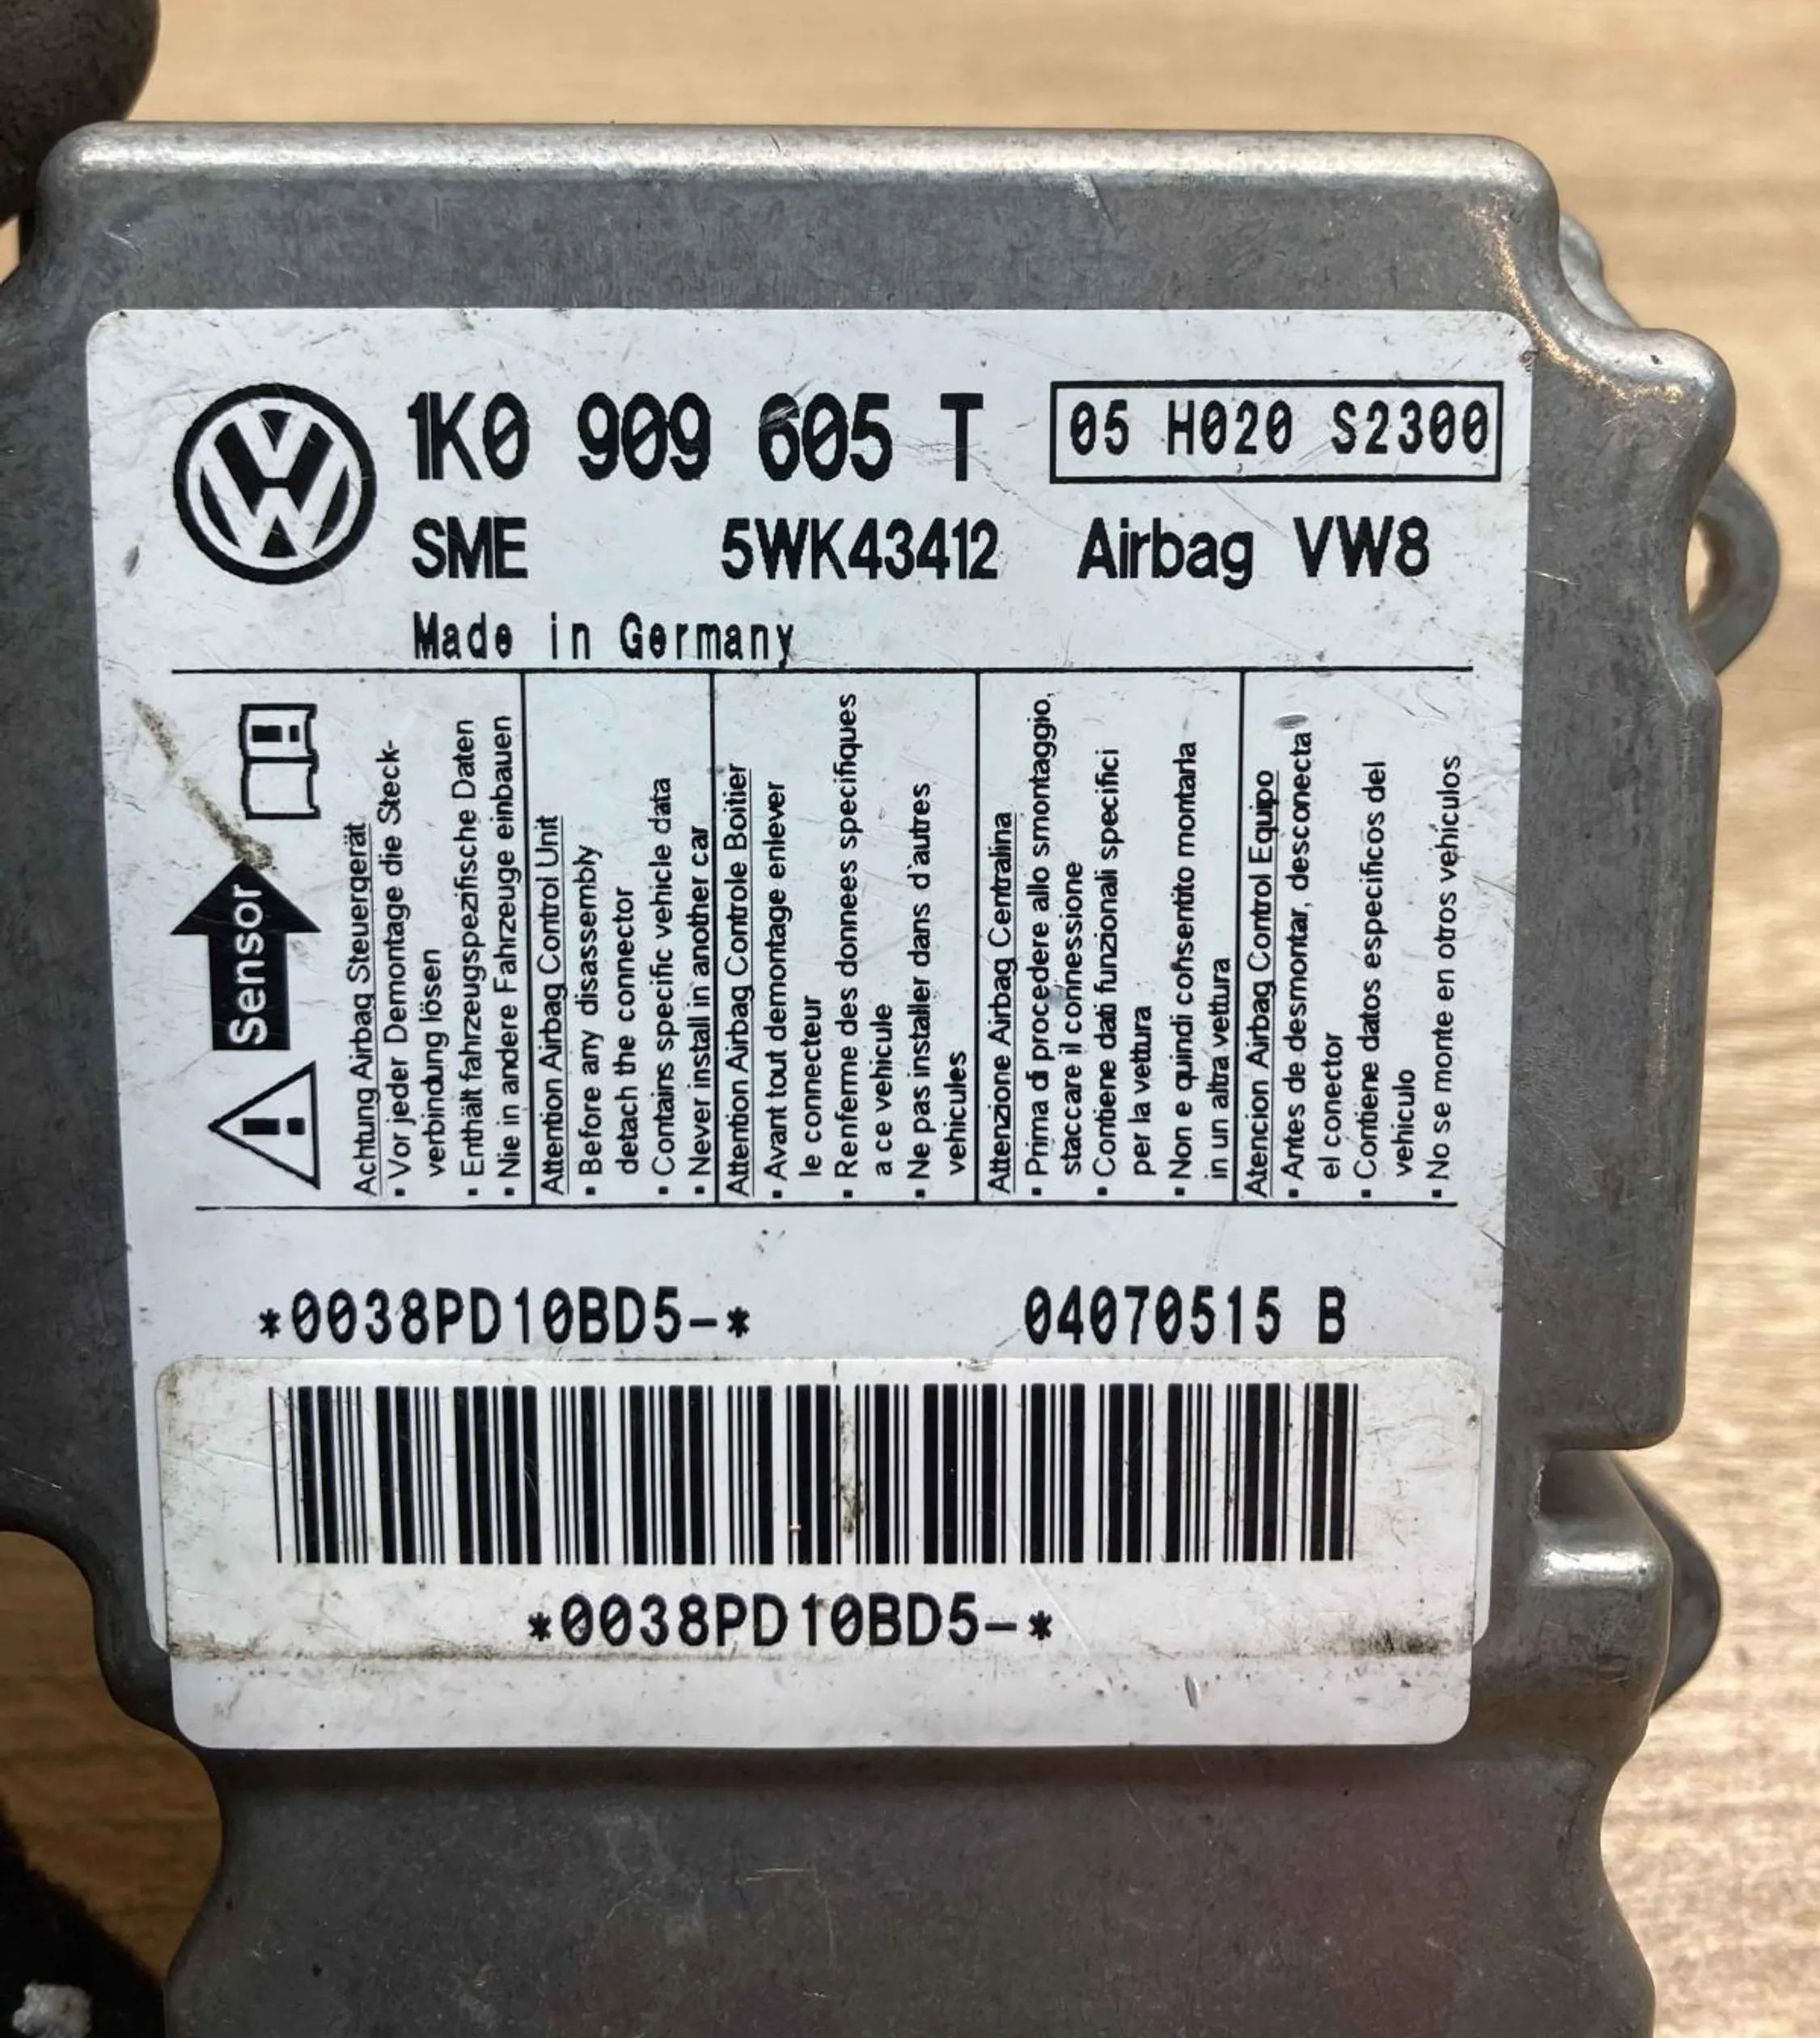 1K0 909 605 T 05 H020 S2300
SME 5WK43412 Airbag VW8
Made in Germany
Sensor
Achtung Airbag Steuergerät
▪ Vor jeder Demontage die Steck-
verbindung lösen
▪ Enthält fahrzeugspezifische Daten
▪ Nie in andere Fahrzeuge einbauen
Attention Airbag Control Unit
▪ Before any disassembly
detach the connector
▪ Contains specific vehicle data
▪ Never install in another car
Attention Airbag Controle Boîtier
▪ Avant tout demontage enlever
le connecteur
▪ Renferme des donnees specifiques
a ce vehicule
▪ Ne pas installer dans d'autres
vehicules
Attenzione Airbag Centralina
▪ Prima di procedere allo smontaggio,
staccare il connessione
▪ Contiene dati funzionali specifici
per la vettura
▪ Non e quindi consentito montarla
in un altra vettura
Atencion Airbag Control Equipo
▪ Antes de desmontar, desconecta
el conector
▪ Contiene datos especificos del
vehiculo
▪ No se monte en otros vehículos
*0038PD10BD5-* 04070515 B
*0038PD10BD5-*